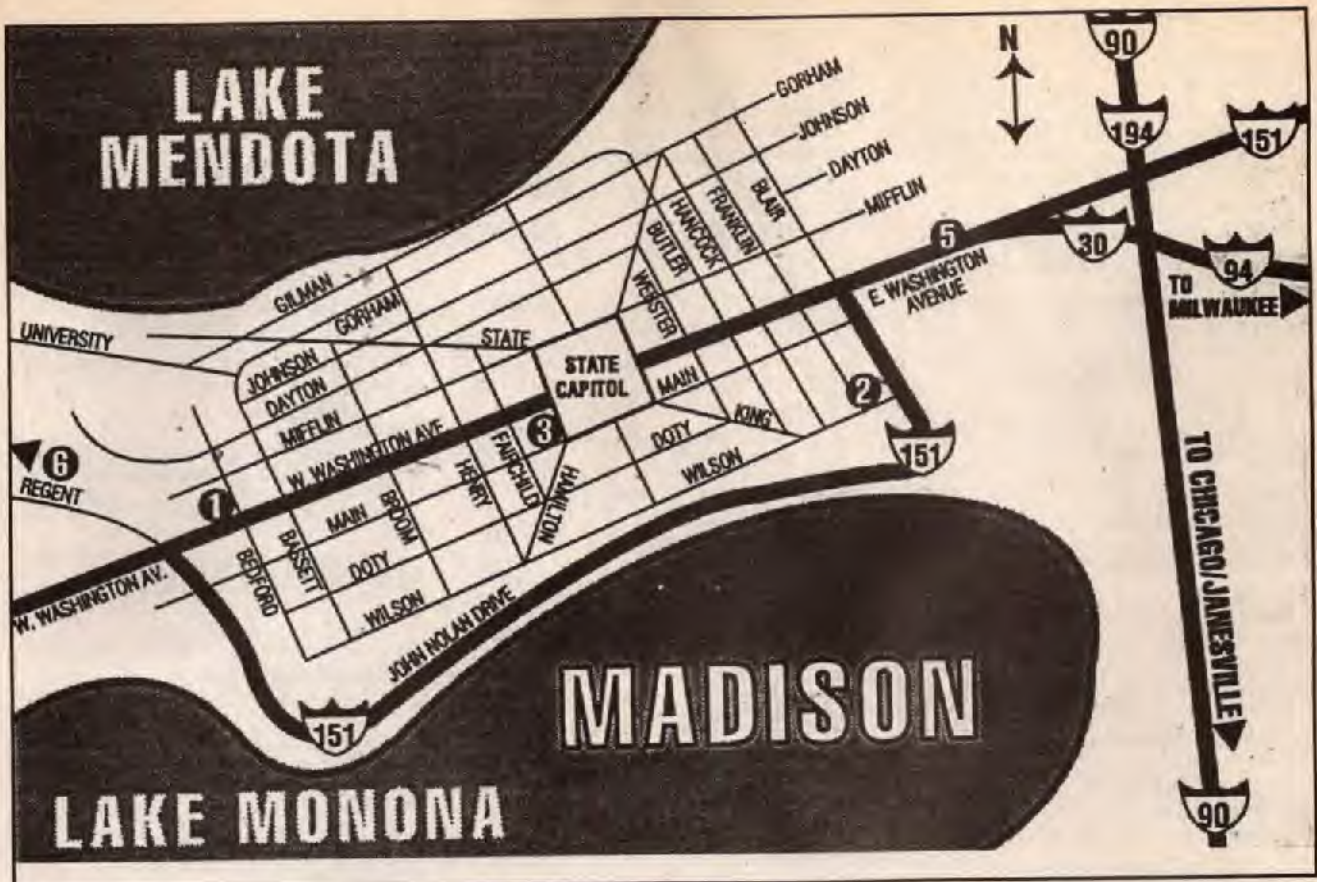 LAKE
MENDOTA
N
90
194
151
30
94
TO
MILWAUKEE
GORHAM
JOHNSON
DAYTON
MIFFLIN
BLAIR
FRANKLIN
HANCOCK
BUTLER
WEBSTER
5
E. WASHINGTON
AVENUE
GILMAN
GORHAM
UNIVERSITY
STATE
JOHNSON
DAYTON
MIFFLIN
STATE
CAPITOL
MAIN
KING
2
W. WASHINGTON AVE.
3
FAIRCHILD
HENRY
HAMILTON
DOTY
WILSON
151
6
REGENT
1
MAIN
BROOM
BASSETT
BEDFORD
DOTY
WILSON
W. WASHINGTON AV.
JOHN NOLAN DRIVE
151
TO CHICAGO/JANESVILLE
90
MADISON
LAKE MONONA